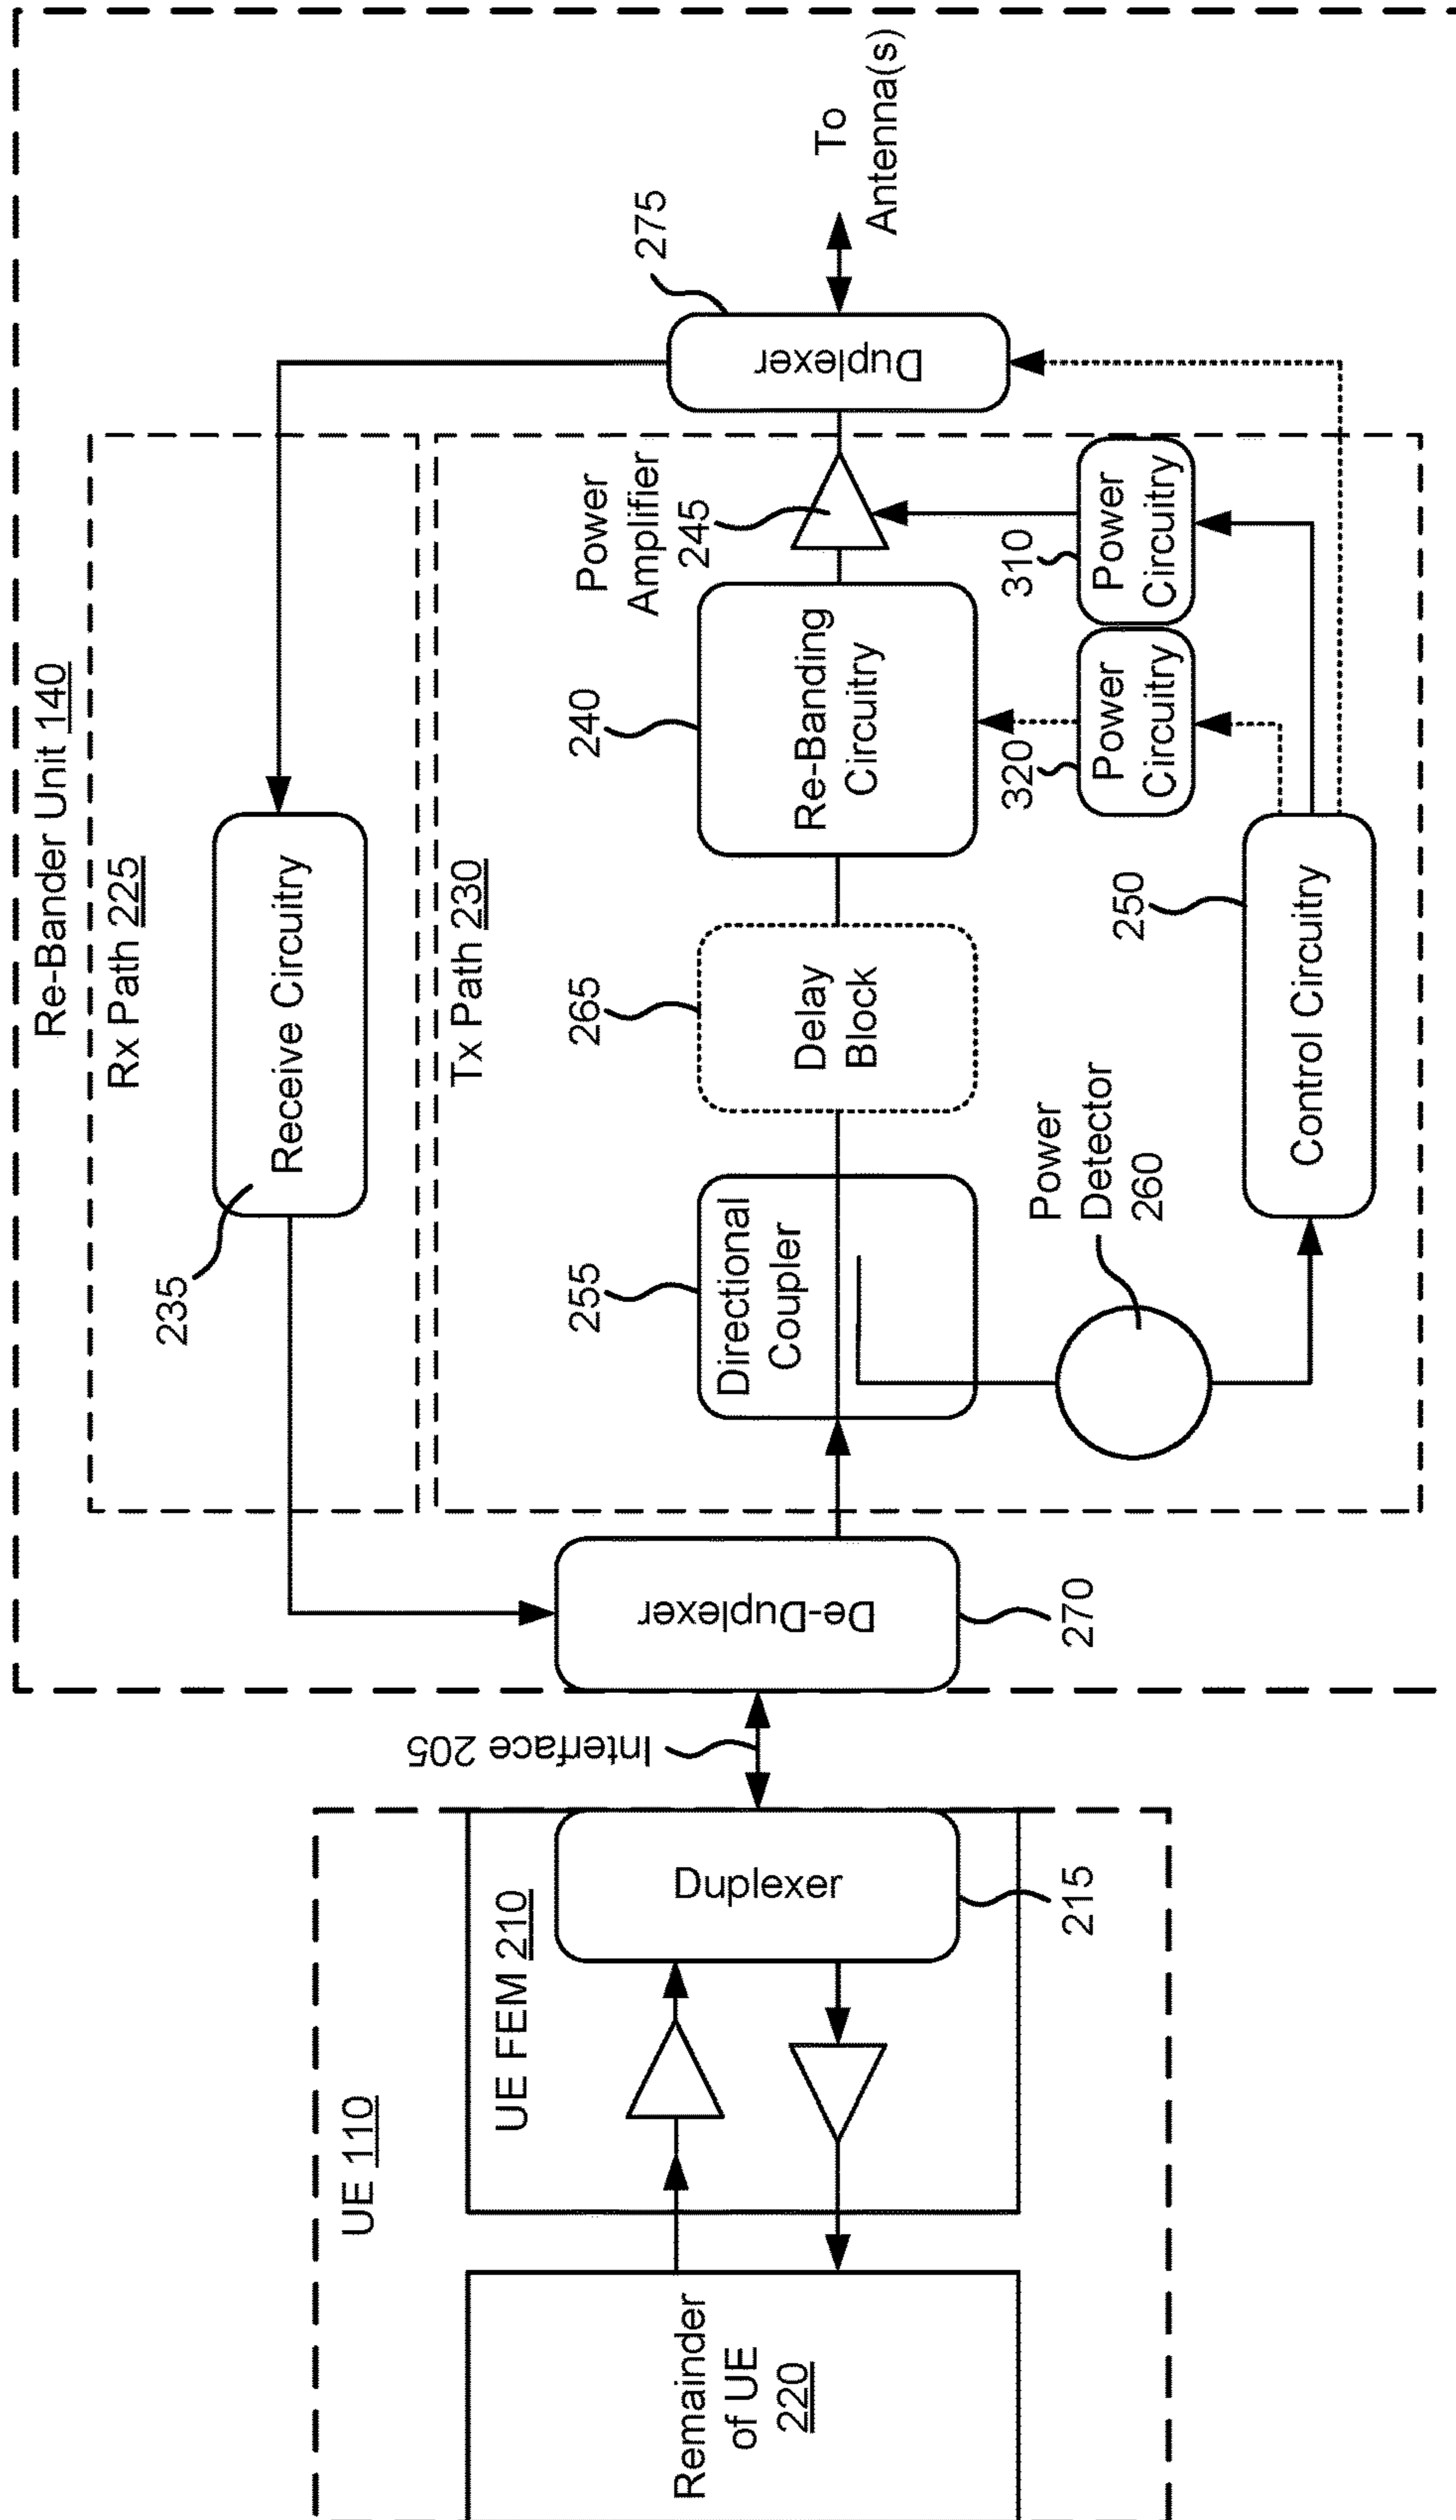 UE 110
Remainder
of UE
220
UE FEM 210
Duplexer
215
Interface 205
Re-Bander Unit 140
De-Duplexer
270
Rx Path 225
235
Receive Circuitry
Tx Path 230
255
Directional
Coupler
Power
Detector
260
265
Delay
Block
240
Re-Banding
Circuitry
Power
Amplifier
245
250
Control Circuitry
320
Power
Circuitry
310
Power
Circuitry
275
Duplexer
To
Antenna(s)